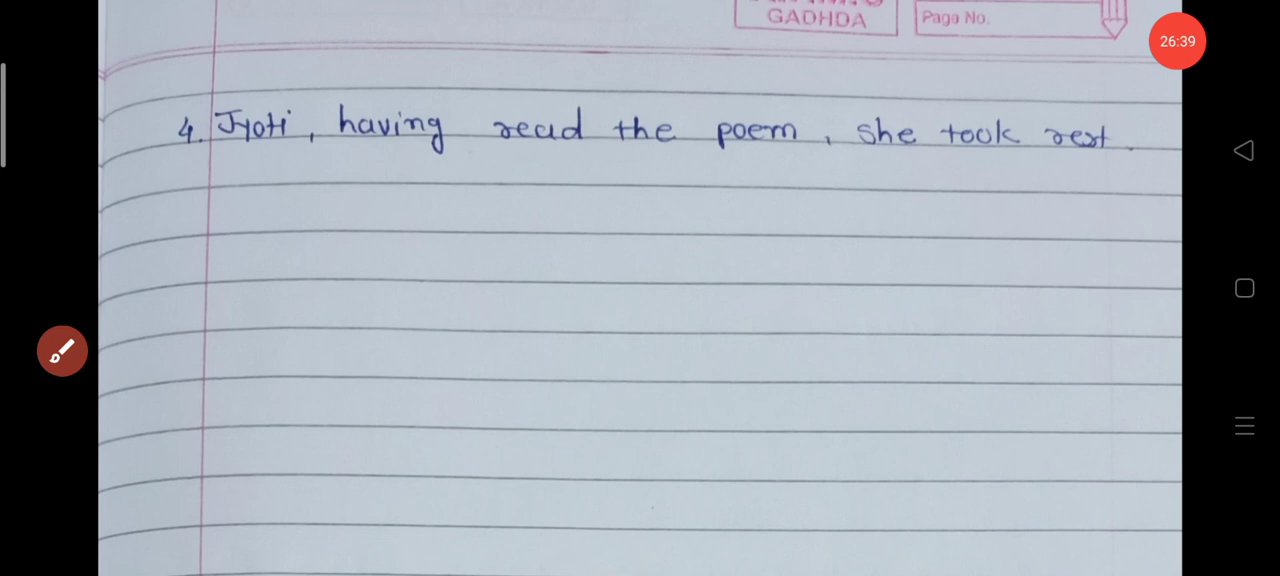 GADHDA
Page No.
26:39
4. Jyoti, having read the poem, she took rest.